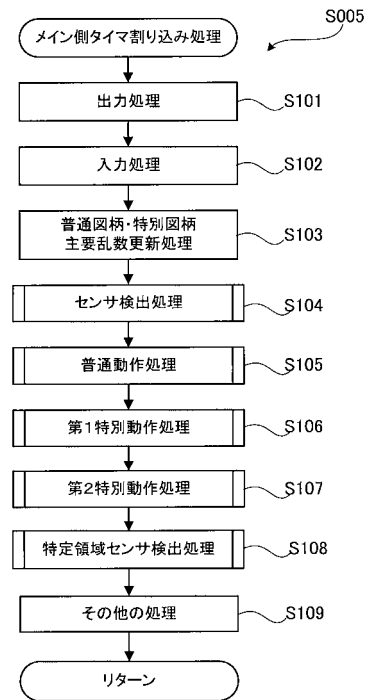 S005
メイン側タイマ割り込み処理
出力処理
S101
入力処理
S102
普通図柄・特別図柄
主要乱数更新処理
S103
センサ検出処理
S104
普通動作処理
S105
第1特別動作処理
S106
第2特別動作処理
S107
特定領域センサ検出処理
S108
その他の処理
S109
リターン